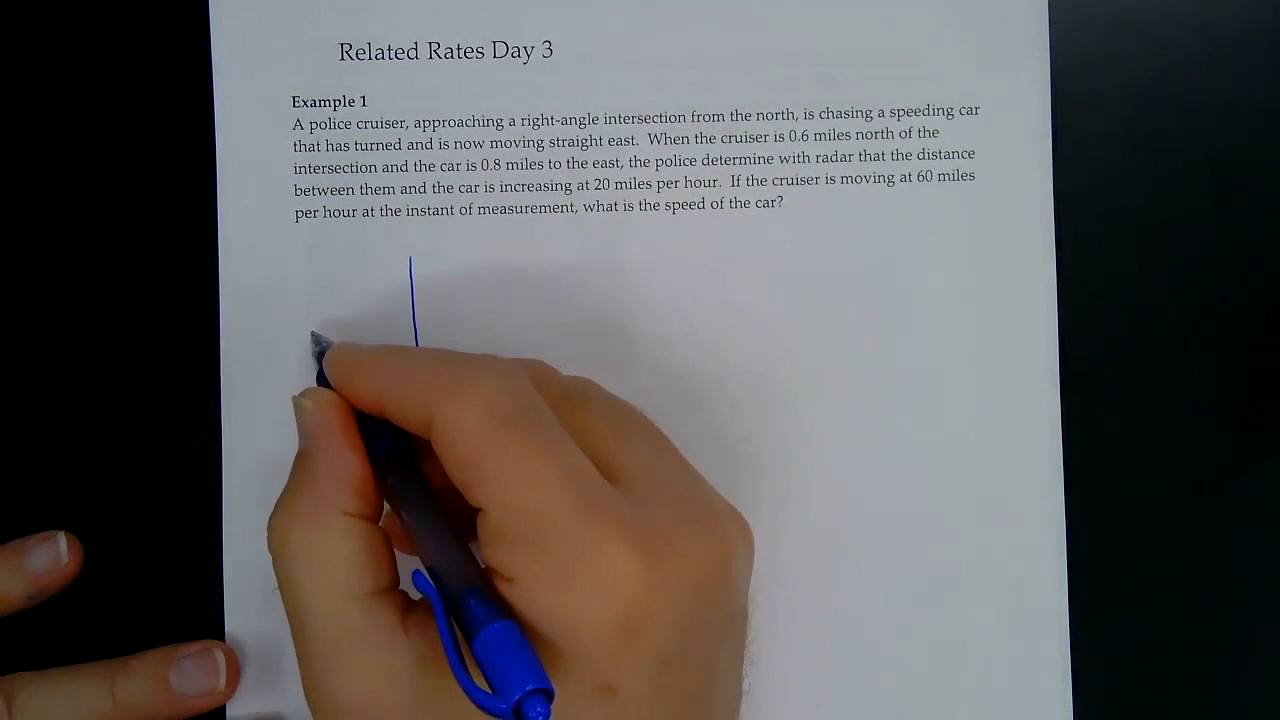 Related Rates Day 3
Example 1
A police cruiser, approaching a right-angle intersection from the north, is chasing a speeding car
that has turned and is now moving straight east. When the cruiser is 0.6 miles north of the
intersection and the car is 0.8 miles to the east, the police determine with radar that the distance
between them and the car is increasing at 20 miles per hour. If the cruiser is moving at 60 miles
per hour at the instant of measurement, what is the speed of the car?